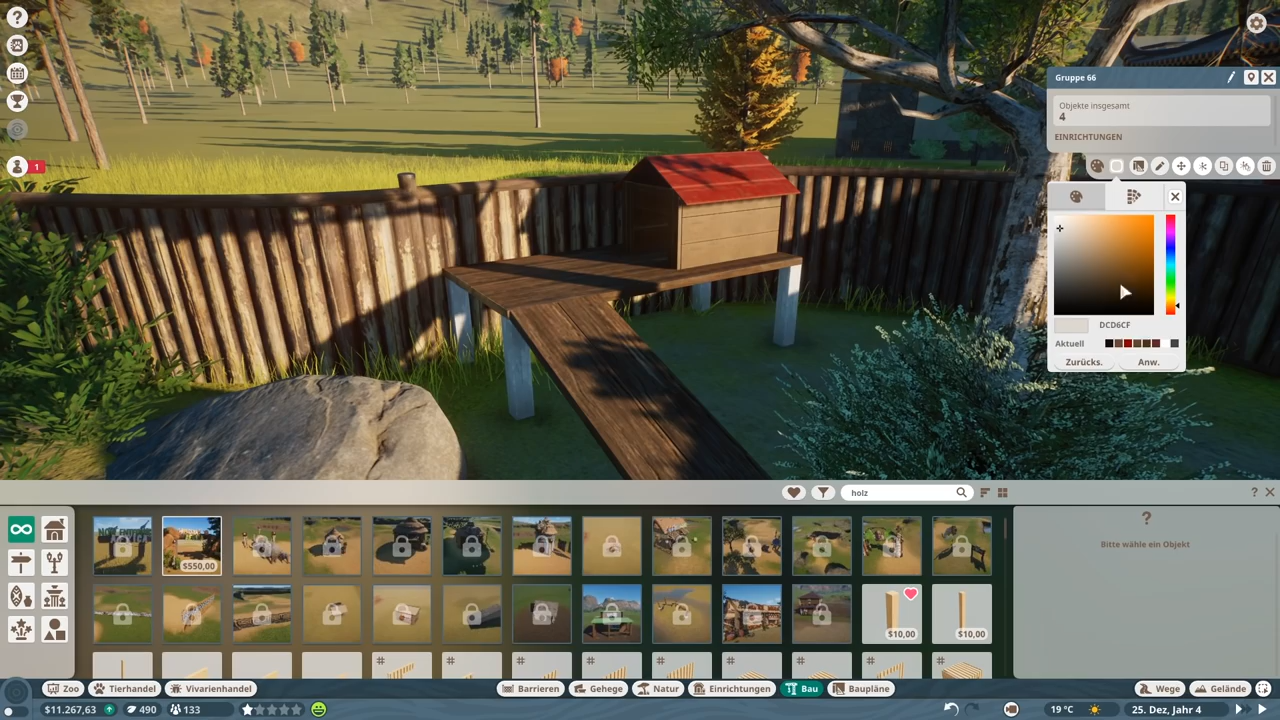 Gruppe 66
Objekte insgesamt
4
EINRICHTUNGEN
1
DCD6CF
Aktuell
Zurücks.
Anw.
holz
?
$550,00
$10,00
$10,00
?
Bitte wähle ein Objekt
Zoo
Tierhandel
Vivarienhandel
Barrieren
Gehege
Natur
Einrichtungen
Bau
Baupläne
Wege
Gelände
$11.267,63
490
133
19 °C
25. Dez, Jahr 4